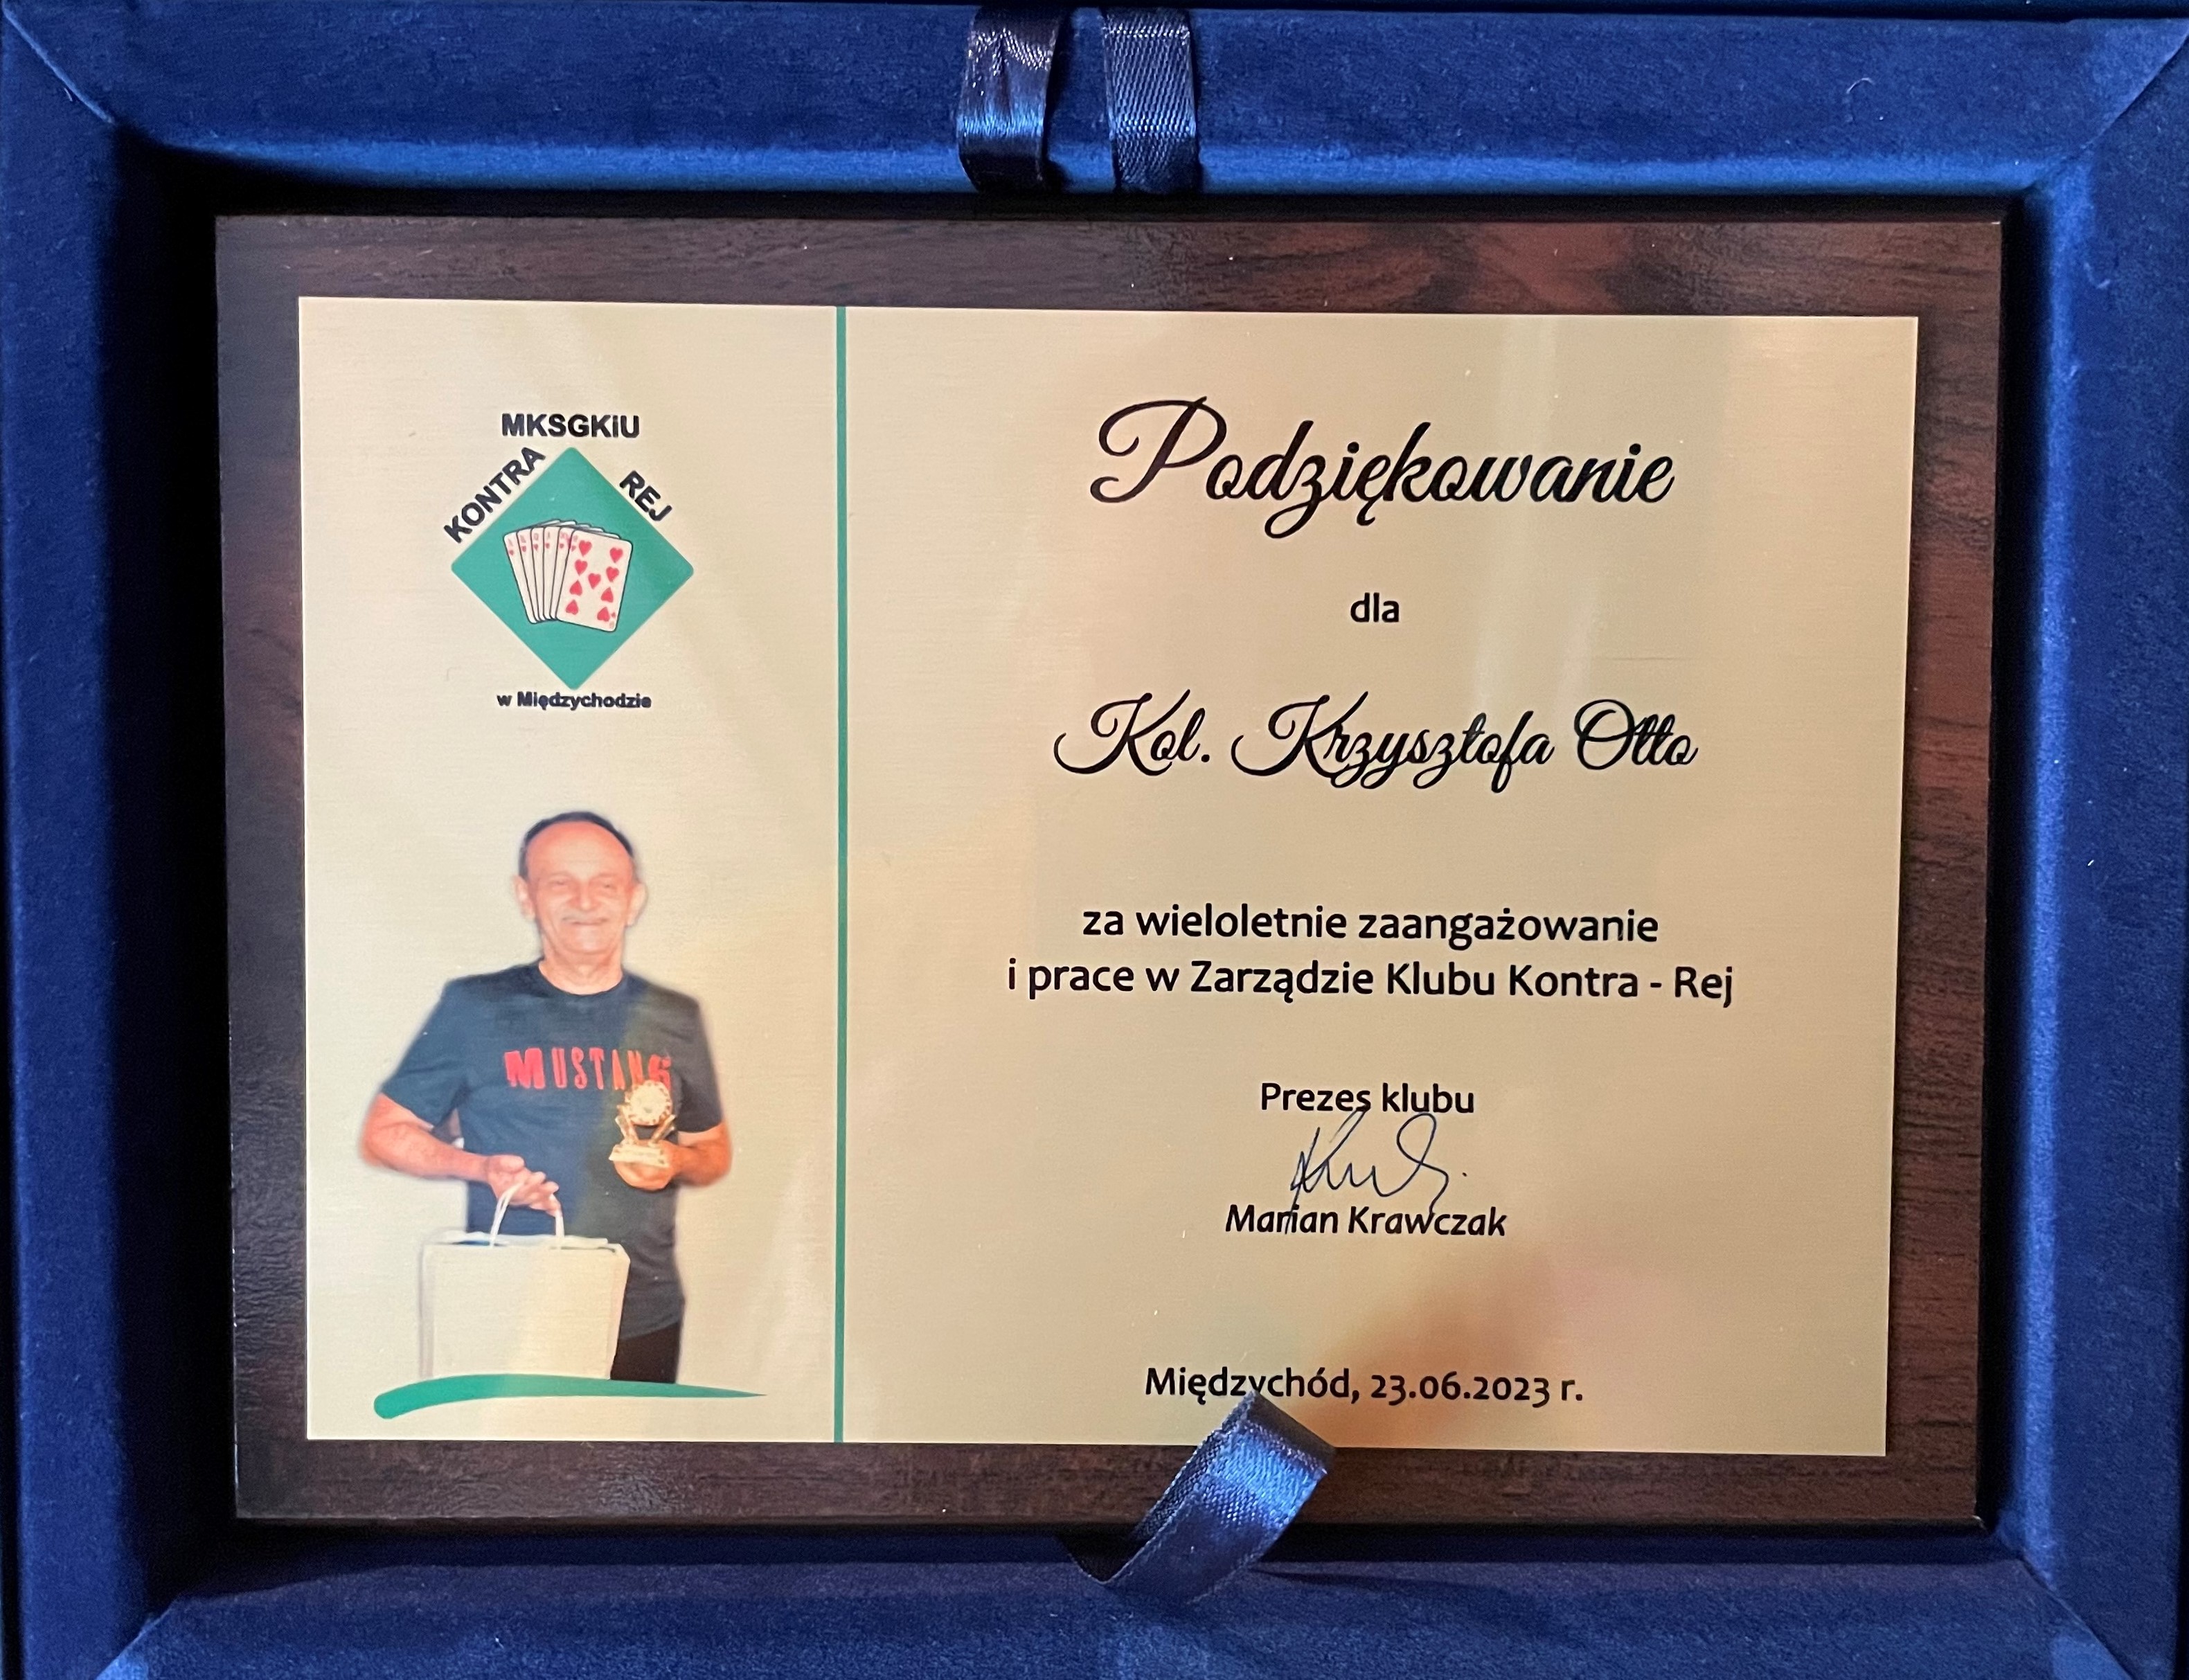 MKSGKiU
KONTRA REJ
w Międzychodzie
MUSTANG
Podziękowanie
dla
Kol. Krzysztofa Otto
za wieloletnie zaangażowanie
i prace w Zarządzie Klubu Kontra - Rej
Prezes klubu
Marian Krawczak
Międzychód, 23.06.2023 r.